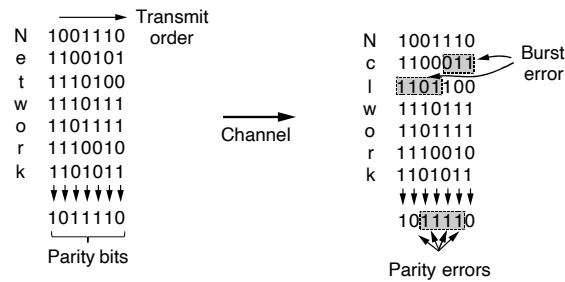 Transmit
order
N 1001110
e 1100101
t 1110100
w 1110111
o 1101111
r 1110010
k 1101011
1011110
Parity bits
Channel
N 1001110
c 1100011
l 1101100
w 1110111
o 1101111
r 1110010
k 1101011
1011110
Burst
error
Parity errors